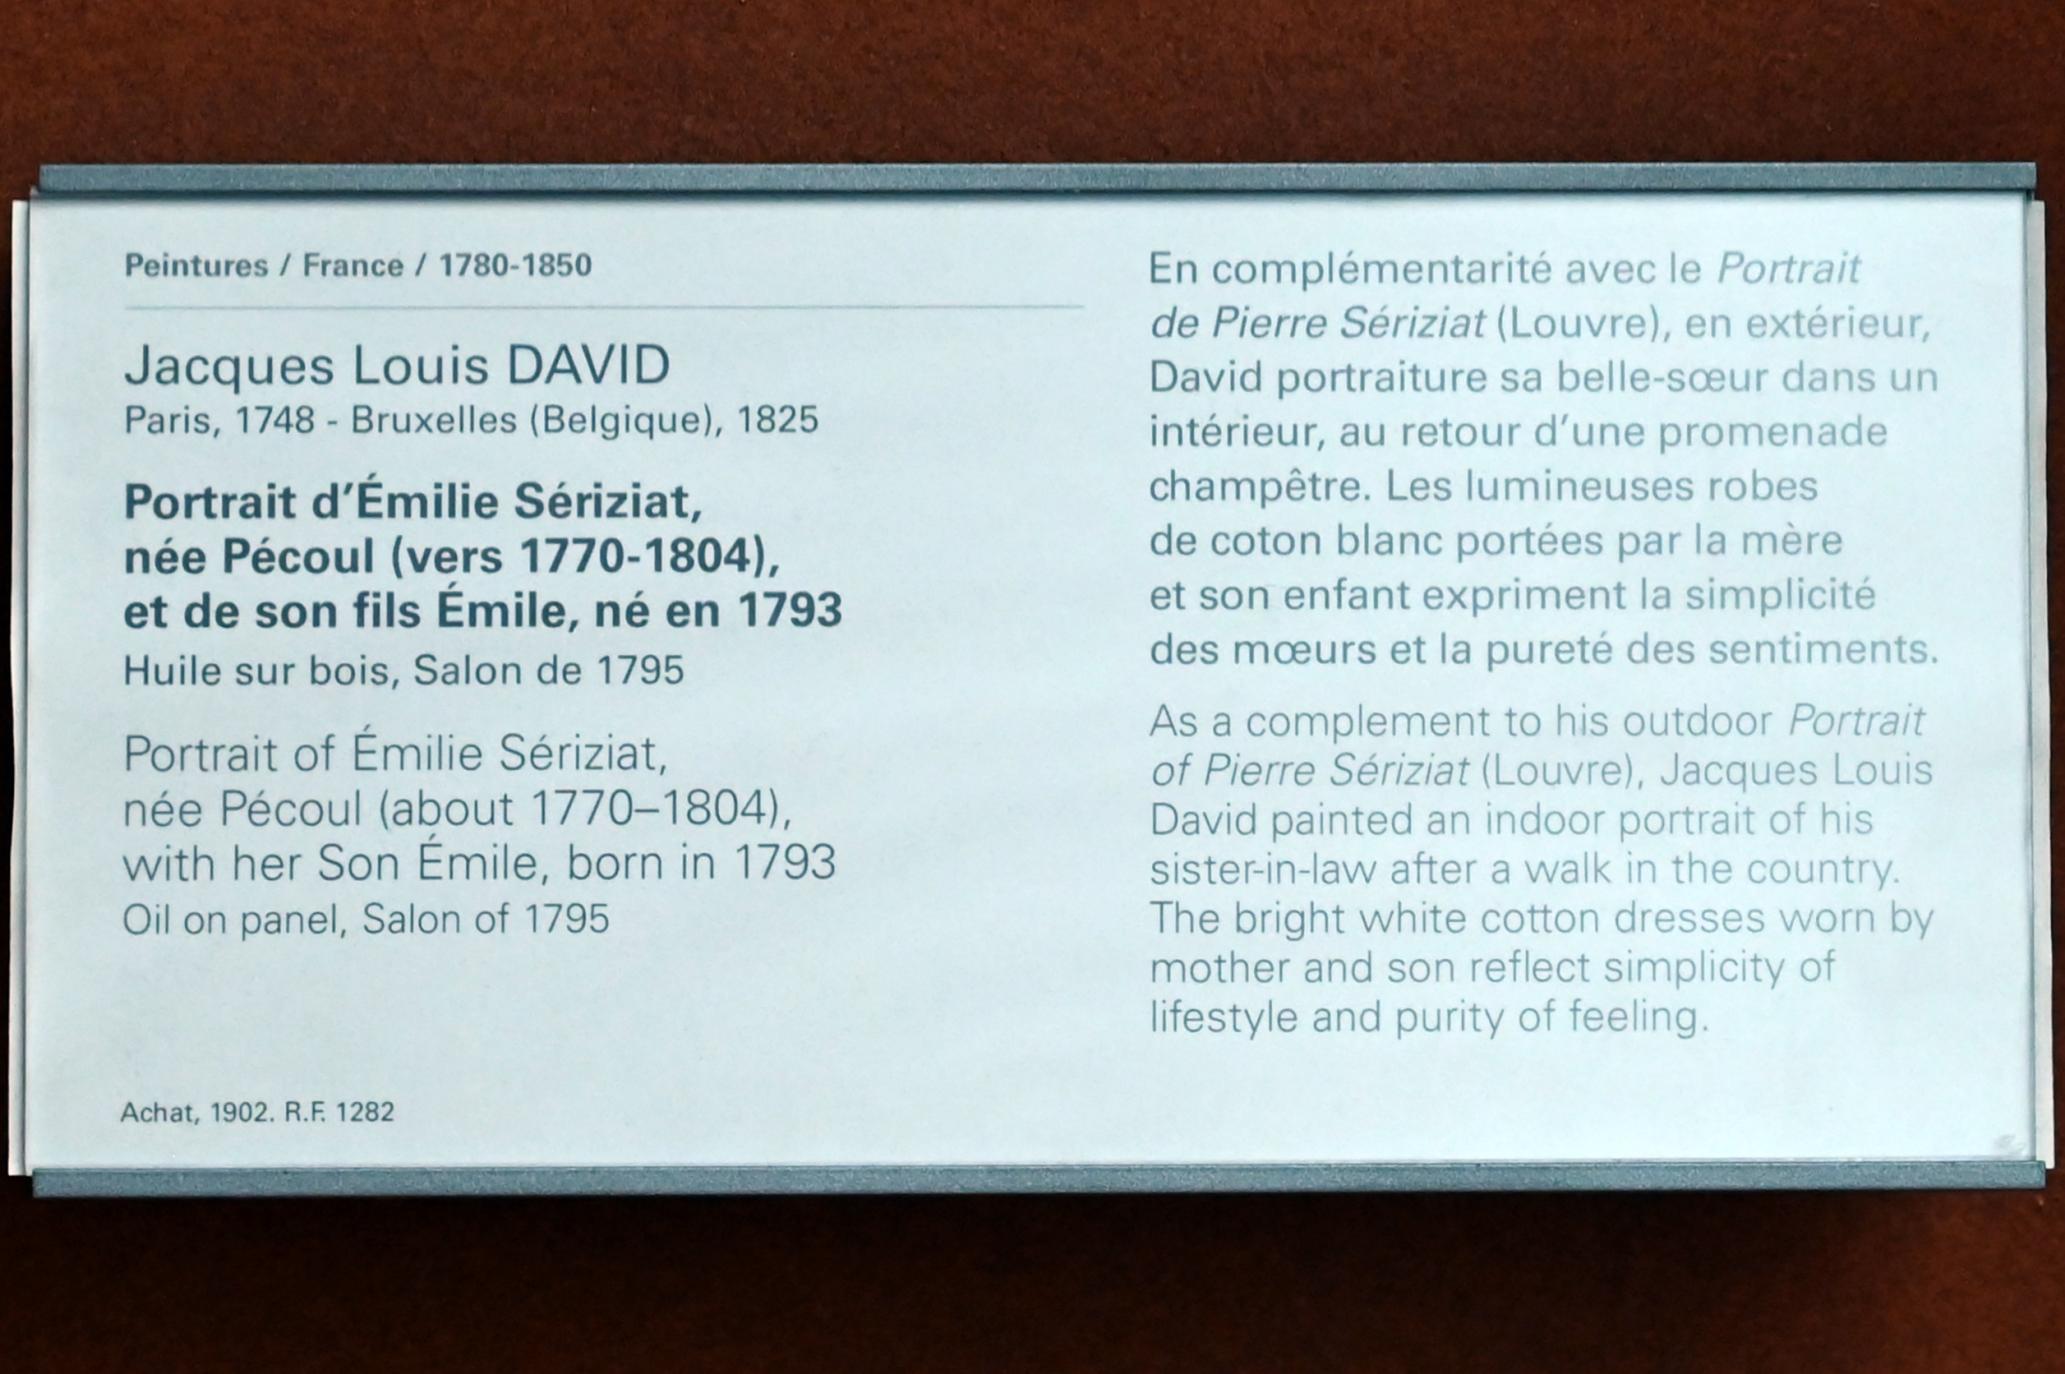 Peintures / France / 1780-1850
Jacques Louis DAVID
Paris, 1748 - Bruxelles (Belgique), 1825
Portrait d'Émilie Sériziat,
née Pécoul (vers 1770-1804),
et de son fils Émile, né en 1793
Huile sur bois, Salon de 1795
Portrait of Émilie Sériziat,
née Pécoul (about 1770–1804),
with her Son Émile, born in 1793
Oil on panel, Salon of 1795
Achat, 1902. R.F. 1282
En complémentarité avec le Portrait
de Pierre Sériziat (Louvre), en extérieur,
David portraiture sa belle-sœur dans un
intérieur, au retour d'une promenade
champêtre. Les lumineuses robes
de coton blanc portées par la mère
et son enfant expriment la simplicité
des mœurs et la pureté des sentiments.
As a complement to his outdoor Portrait
of Pierre Sériziat (Louvre), Jacques Louis
David painted an indoor portrait of his
sister-in-law after a walk in the country.
The bright white cotton dresses worn by
mother and son reflect simplicity of
lifestyle and purity of feeling.